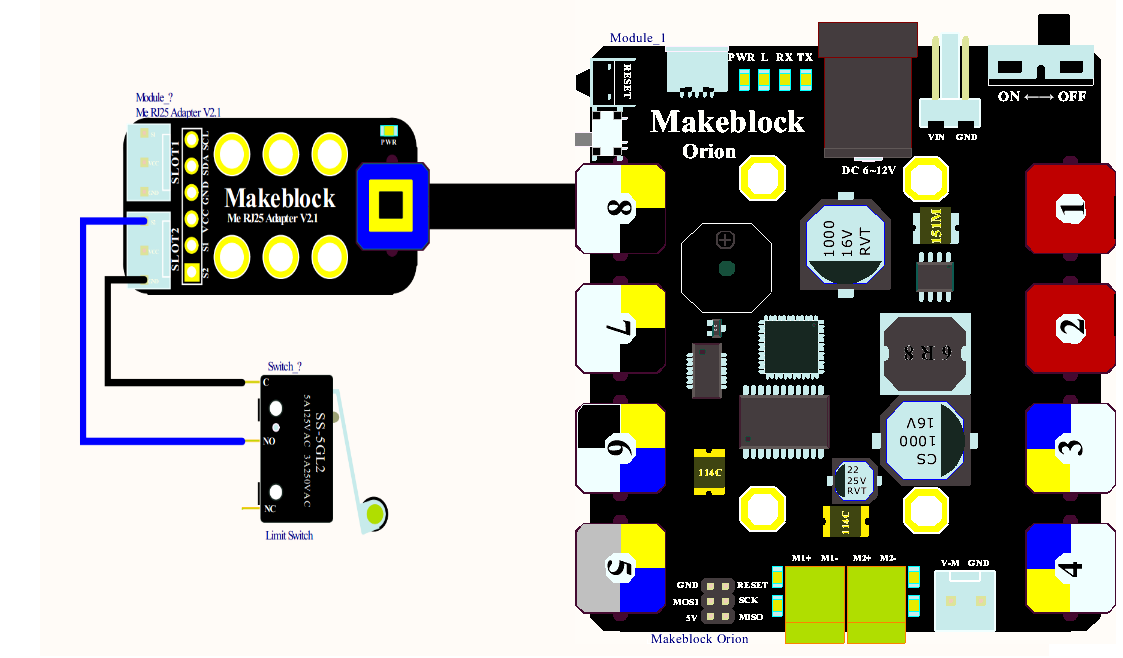 Module_?
Me RJ25 Adapter V2.1
SLOT1
SLOT2
S2 S1 VCC GND SDA SCL
PWR
Makeblock
Me RJ25 Adapter V2.1
Switch_?
C
NO
NC
SS-5GL2
5A125VAC 3A250VAC
Limit Switch
Module_1
RESET
PWR L RX TX
ON ←→ OFF
VIN GND
Makeblock
Orion
DC 6~12V
8
7
6
5
1
2
3
4
1000
16V
RVT
151M
6R8
CS
1000
16V
22
25V
RVT
114C
114C
M1+ M1- M2+ M2-
V-M GND
GND RESET
MOSI SCK
5V MISO
Makeblock Orion